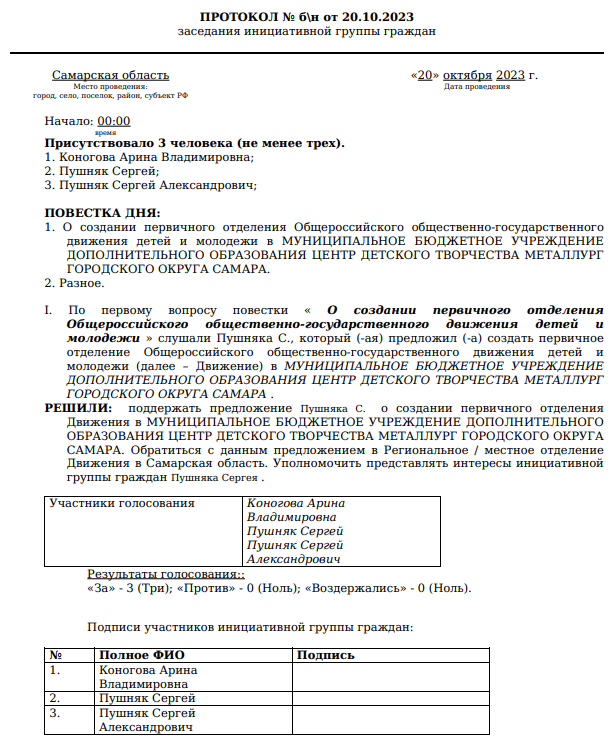 ПРОТОКОЛ № б\н от 20.10.2023
заседания инициативной группы граждан
Самарская область
«20» октября 2023 г.
Место проведения:
Дата проведения
город, село, поселок, район, субъект РФ
Начало: 00:00
время
Присутствовало 3 человека (не менее трех).
1. Коногова Арина Владимировна;
2. Пушняк Сергей;
3. Пушняк Сергей Александрович;
ПОВЕСТКА ДНЯ:
1. О создании первичного отделения Общероссийского общественно-государственного
движения детей и молодежи в МУНИЦИПАЛЬНОЕ БЮДЖЕТНОЕ УЧРЕЖДЕНИЕ
ДОПОЛНИТЕЛЬНОГО ОБРАЗОВАНИЯ ЦЕНТР ДЕТСКОГО ТВОРЧЕСТВА МЕТАЛЛУРГ
ГОРОДСКОГО ОКРУГА САМАРА.
2. Разное.
I. По первому вопросу повестки « О создании первичного отделения
Общероссийского общественно-государственного движения детей и
молодежи » слушали Пушняка С., который (-ая) предложил (-а) создать первичное
отделение Общероссийского общественно-государственного движения детей и
молодежи (далее – Движение) в МУНИЦИПАЛЬНОЕ БЮДЖЕТНОЕ УЧРЕЖДЕНИЕ
ДОПОЛНИТЕЛЬНОГО ОБРАЗОВАНИЯ ЦЕНТР ДЕТСКОГО ТВОРЧЕСТВА МЕТАЛЛУРГ
ГОРОДСКОГО ОКРУГА САМАРА .
РЕШИЛИ: поддержать предложение Пушняка С. о создании первичного отделения
Движения в МУНИЦИПАЛЬНОЕ БЮДЖЕТНОЕ УЧРЕЖДЕНИЕ ДОПОЛНИТЕЛЬНОГО
ОБРАЗОВАНИЯ ЦЕНТР ДЕТСКОГО ТВОРЧЕСТВА МЕТАЛЛУРГ ГОРОДСКОГО ОКРУГА
САМАРА. Обратиться с данным предложением в Региональное / местное отделение
Движения в Самарская область. Уполномочить представлять интересы инициативной
группы граждан Пушняка Сергея .
Участники голосования
Коногова Арина
Владимировна
Пушняк Сергей
Пушняк Сергей
Александрович
Результаты голосования::
«За» - 3 (Три); «Против» - 0 (Ноль); «Воздержались» - 0 (Ноль).
Подписи участников инициативной группы граждан:
№ Полное ФИО Подпись
1. Коногова Арина
Владимировна
2. Пушняк Сергей
3. Пушняк Сергей
Александрович